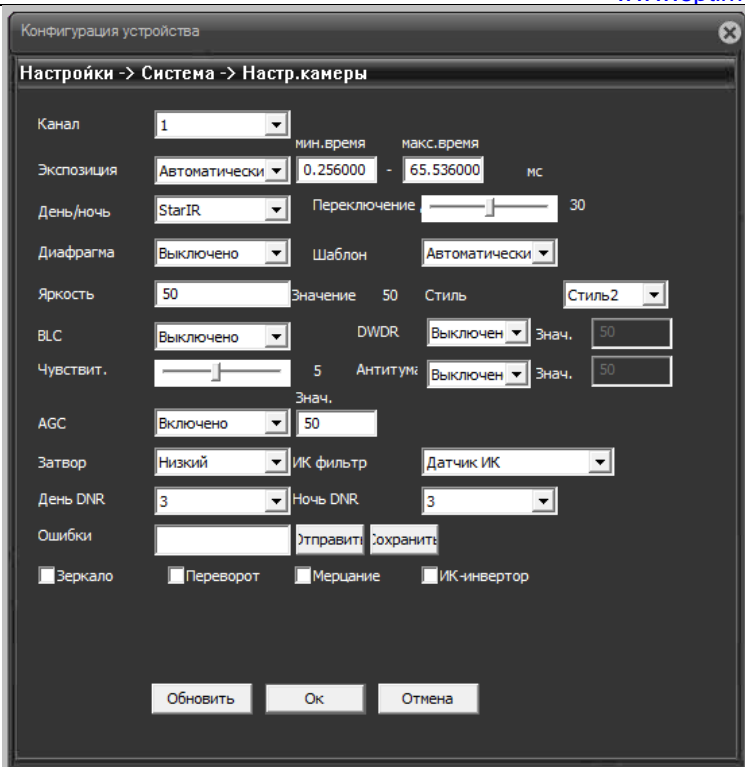 Конфигурация устройства
Настройки -> Система -> Настр.камеры
Канал 1
мин.время макс.время
Экспозиция Автоматически 0.256000 - 65.536000 мс
День/ночь StarIR Переключение 30
Диафрагма Выключено Шаблон Автоматически
Яркость 50 Значение 50 Стиль Стиль2
BLC Выключено DWDR Выключен Знач. 50
Чувствит. 5 Антитума Выключен Знач. 50
Знач.
AGC Включено 50
Затвор Низкий ИК фильтр Датчик ИК
День DNR 3 Ночь DNR 3
Ошибки Отправить Сохранить
Зеркало Переворот Мерцание ИК-инвертор
Обновить Ок Отмена